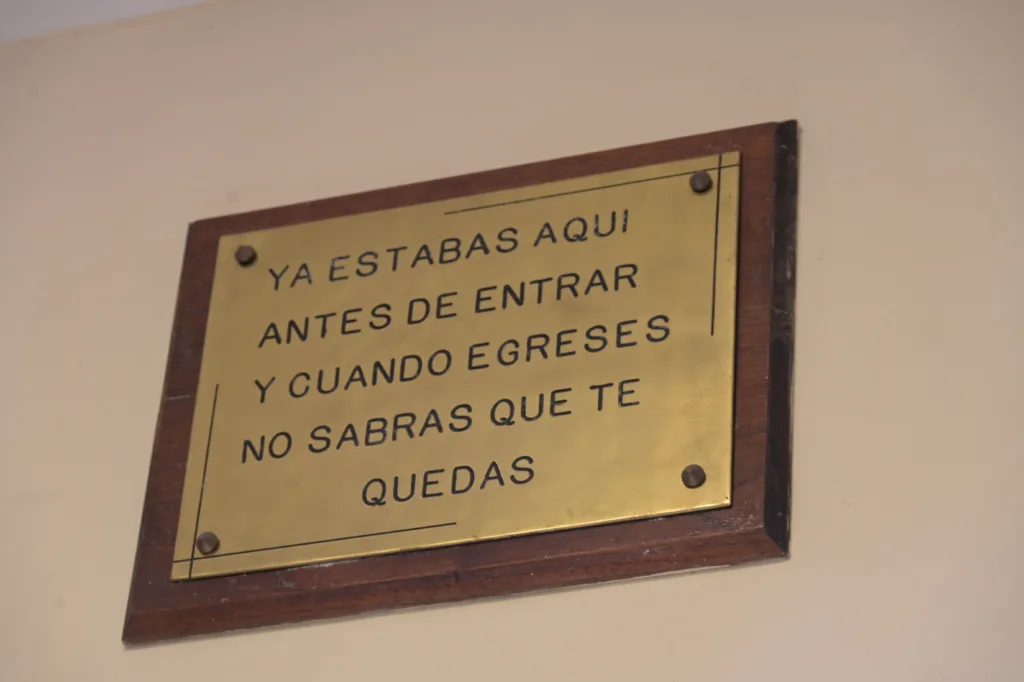 YA ESTABAS AQUI
ANTES DE ENTRAR
Y CUANDO EGRESES
NO SABRAS QUE TE
QUEDAS